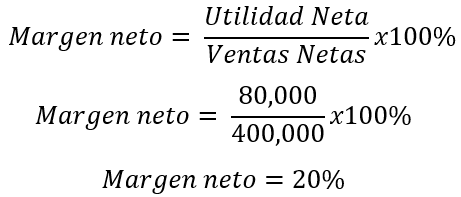 Margen neto = Utilidad Neta / Ventas Netas x100%
Margen neto = 80,000 / 400,000 x100%
Margen neto = 20%